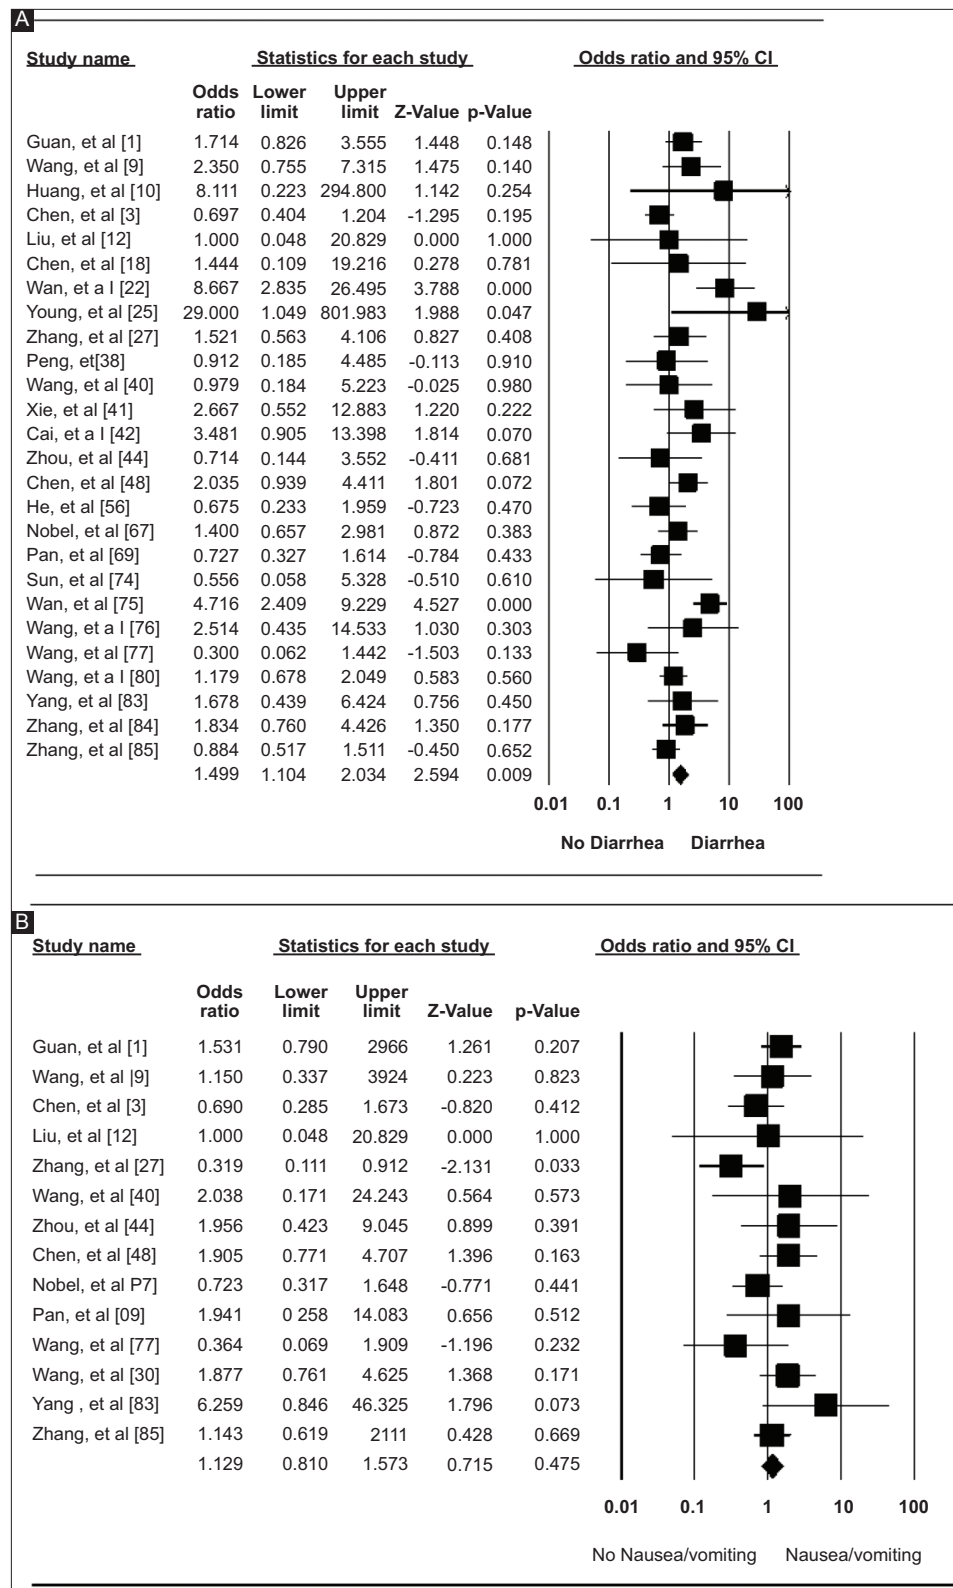 A
Study name Statistics for each study Odds ratio and 95% CI
Odds Lower Upper
ratio limit limit Z-Value p-Value
Guan, et al [1] 1.714 0.826 3.555 1.448 0.148
Wang, et al [9] 2.350 0.755 7.315 1.475 0.140
Huang, et al [10] 8.111 0.223 294.800 1.142 0.254
Chen, et al [3] 0.697 0.404 1.204 -1.295 0.195
Liu, et al [12] 1.000 0.048 20.829 0.000 1.000
Chen, et al [18] 1.444 0.109 19.216 0.278 0.781
Wan, et a l [22] 8.667 2.835 26.495 3.788 0.000
Young, et al [25] 29.000 1.049 801.983 1.988 0.047
Zhang, et al [27] 1.521 0.563 4.106 0.827 0.408
Peng, et[38] 0.912 0.185 4.485 -0.113 0.910
Wang, et al [40] 0.979 0.184 5.223 -0.025 0.980
Xie, et al [41] 2.667 0.552 12.883 1.220 0.222
Cai, et a l [42] 3.481 0.905 13.398 1.814 0.070
Zhou, et al [44] 0.714 0.144 3.552 -0.411 0.681
Chen, et al [48] 2.035 0.939 4.411 1.801 0.072
He, et al [56] 0.675 0.233 1.959 -0.723 0.470
Nobel, et al [67] 1.400 0.657 2.981 0.872 0.383
Pan, et al [69] 0.727 0.327 1.614 -0.784 0.433
Sun, et al [74] 0.556 0.058 5.328 -0.510 0.610
Wan, et al [75] 4.716 2.409 9.229 4.527 0.000
Wang, et a l [76] 2.514 0.435 14.533 1.030 0.303
Wang, et al [77] 0.300 0.062 1.442 -1.503 0.133
Wang, et a l [80] 1.179 0.678 2.049 0.583 0.560
Yang, et al [83] 1.678 0.439 6.424 0.756 0.450
Zhang, et al [84] 1.834 0.760 4.426 1.350 0.177
Zhang, et al [85] 0.884 0.517 1.511 -0.450 0.652
1.499 1.104 2.034 2.594 0.009
0.01 0.1 1 10 100
No Diarrhea Diarrhea
B
Study name Statistics for each study Odds ratio and 95% CI
Odds Lower Upper
ratio limit limit Z-Value p-Value
Guan, et al [1] 1.531 0.790 2966 1.261 0.207
Wang, et al |9] 1.150 0.337 3924 0.223 0.823
Chen, et al [3] 0.690 0.285 1.673 -0.820 0.412
Liu, et al [12] 1.000 0.048 20.829 0.000 1.000
Zhang, et al [27] 0.319 0.111 0.912 -2.131 0.033
Wang, et al [40] 2.038 0.171 24.243 0.564 0.573
Zhou, et al [44] 1.956 0.423 9.045 0.899 0.391
Chen, et al [48] 1.905 0.771 4.707 1.396 0.163
Nobel, et al P7] 0.723 0.317 1.648 -0.771 0.441
Pan, et al [09] 1.941 0 258 14.083 0.656 0.512
Wang, et al [77] 0.364 0.069 1.909 -1.196 0.232
Wang, et al [30] 1.877 0.761 4.625 1.368 0.171
Yang , et al [83] 6.259 0.846 46.325 1.796 0.073
Zhang, et al [85] 1.143 0.619 2111 0.428 0.669
1.129 0.810 1.573 0.715 0.475
0.01 0.1 1 10 100
No Nausea/vomiting Nausea/vomiting